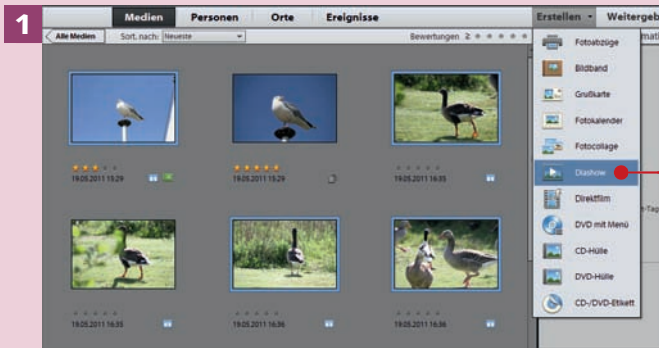 1
Medien Personen Orte Ereignisse Erstellen Weitergeb
Alle Medien Sort. nach: Neueste Bewertungen ≥
Fotoabzüge
Bildband
Grußkarte
Fotokalender
Fotocollage
Diashow
Direktfilm
DVD mit Menü
CD-Hülle
DVD-Hülle
CD-/DVD-Etikett
19.05.2011 15:29 19.05.2011 15:29 19.05.2011 16:35
19.05.2011 16:35 19.05.2011 16:36 19.05.2011 16:36